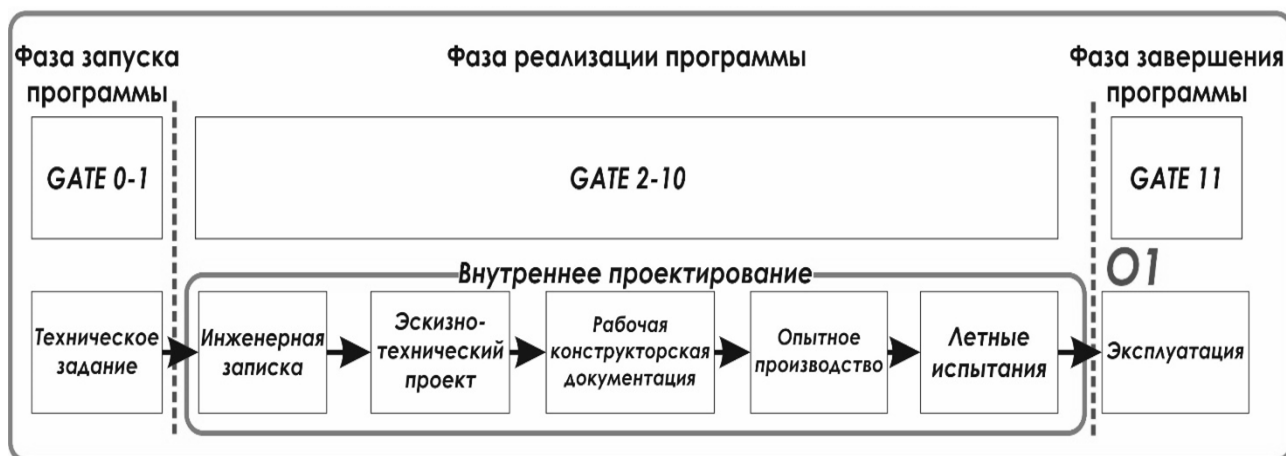 Фаза запуска
программы
Фаза реализации программы
Фаза завершения
программы
GATE 0-1
GATE 2-10
GATE 11
Внутреннее проектирование
O1
Техническое
задание
Инженерная
записка
Эскизно-
технический
проект
Рабочая
конструкторская
документация
Опытное
производство
Летные
испытания
Эксплуатация